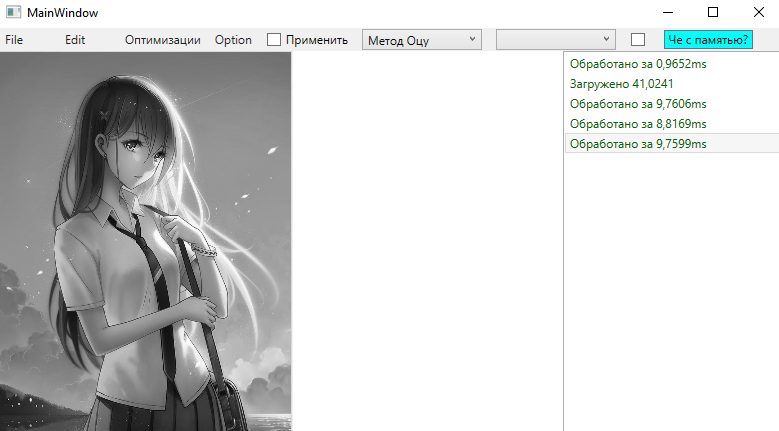 MainWindow
File Edit Оптимизации Option Применить Метод Оцу Че с памятью?
Обработано за 0,9652ms
Загружено 41,0241
Обработано за 9,7606ms
Обработано за 8,8169ms
Обработано за 9,7599ms